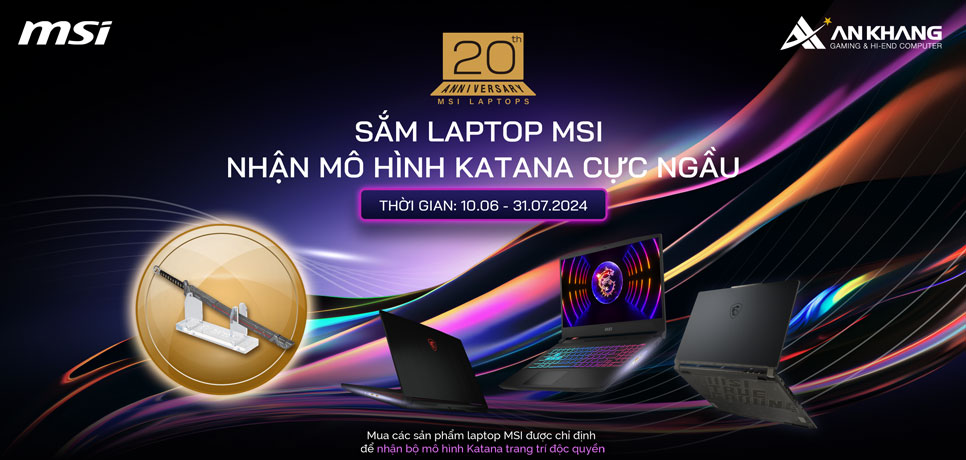 msi
AN KHANG
GAMING & HI-END COMPUTER
20th
ANNIVERSARY
MSI LAPTOPS
SẮM LAPTOP MSI
NHẬN MÔ HÌNH KATANA CỰC NGẦU
THỜI GIAN: 10.06 - 31.07.2024
Mua các sản phẩm laptop MSI được chỉ định
để nhận bộ mô hình Katana trang trí độc quyền